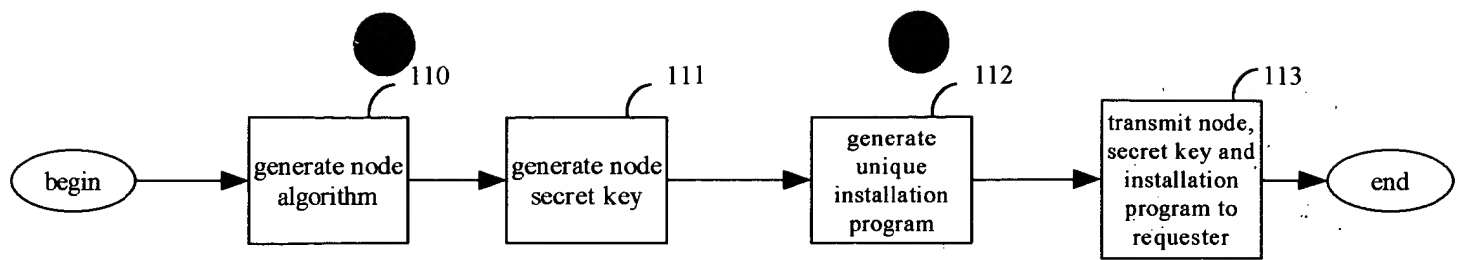 110
111
112
113
begin
generate node
algorithm
generate node
secret key
generate
unique
installation
program
transmit node,
secret key and
installation
program to
requester
end